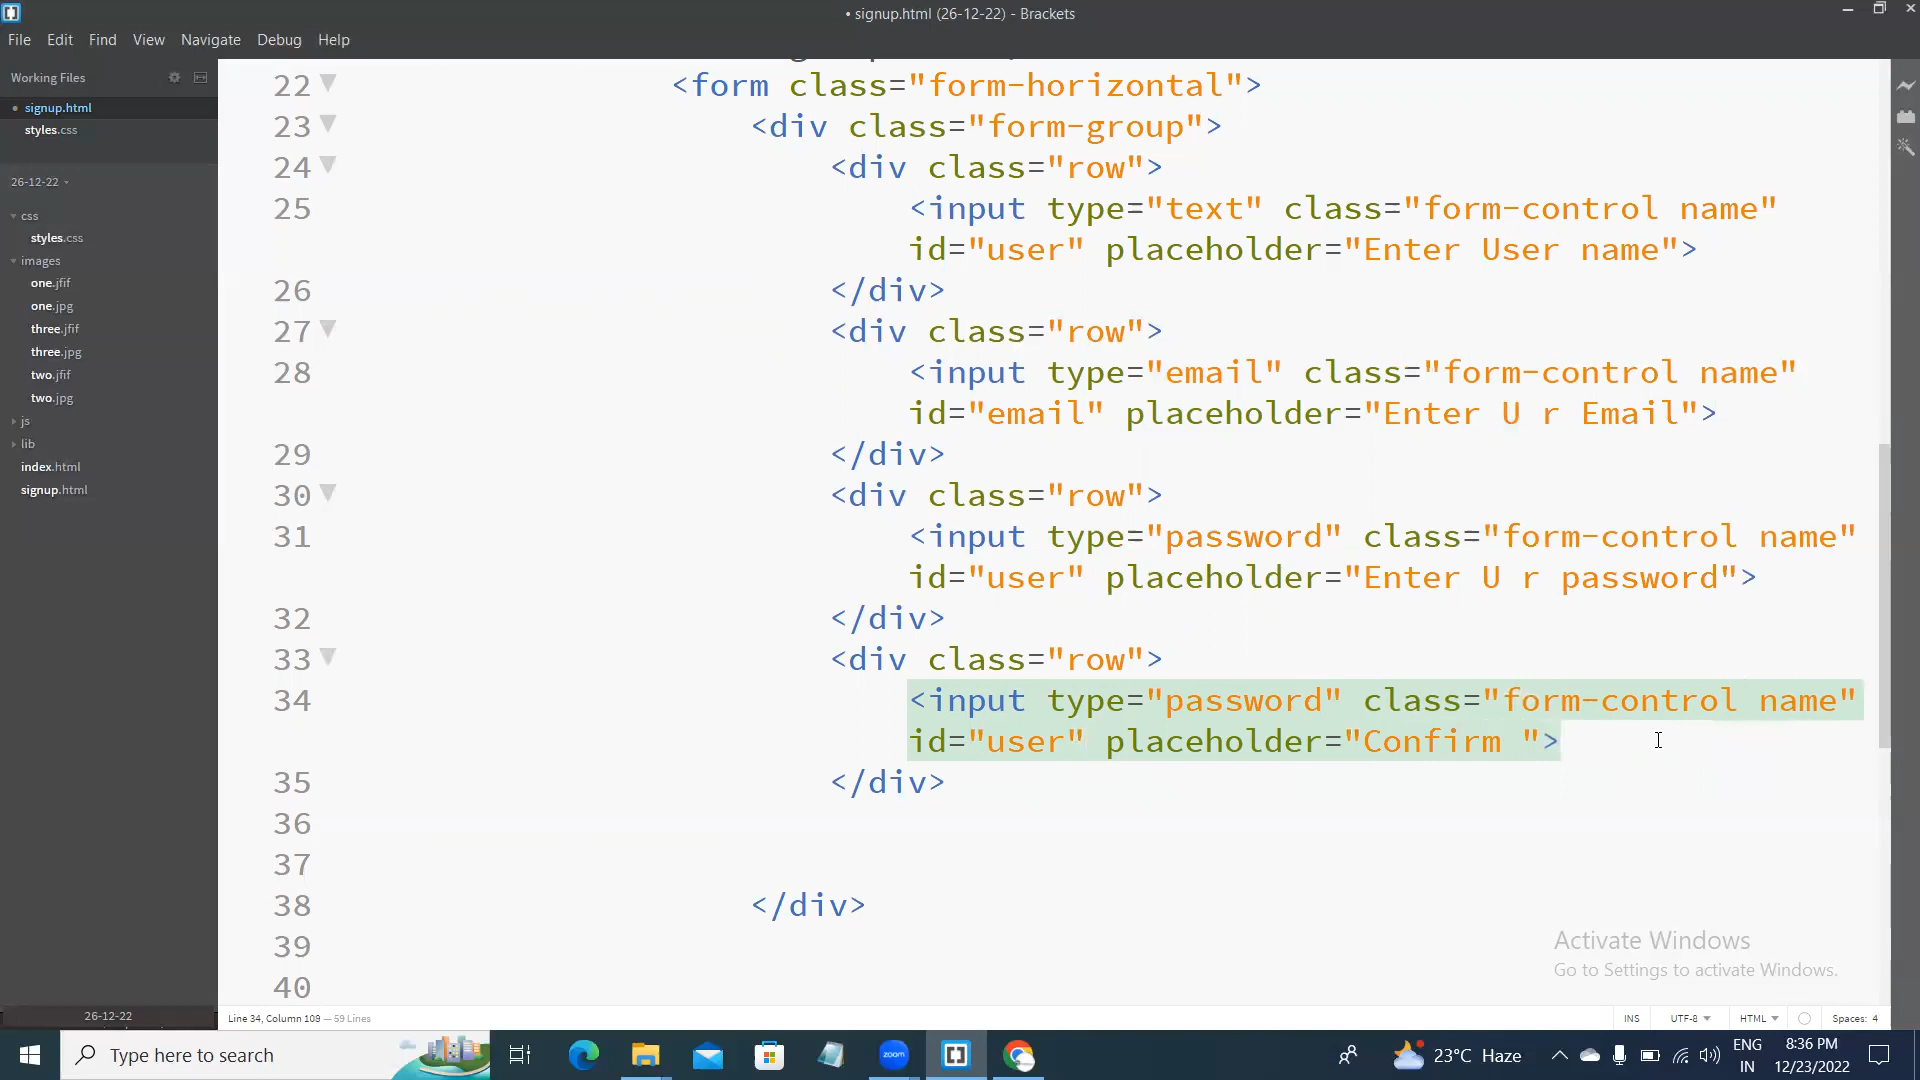 • signup.html (26-12-22) - Brackets
File Edit Find View Navigate Debug Help
Working Files
signup.html
styles.css
26-12-22
css
styles.css
images
one.jfif
one.jpg
three.jfif
three.jpg
two.jfif
two.jpg
js
lib
index.html
signup.html
22 <form class="form-horizontal">
23 <div class="form-group">
24 <div class="row">
25 <input type="text" class="form-control name"
id="user" placeholder="Enter User name">
26 </div>
27 <div class="row">
28 <input type="email" class="form-control name"
id="email" placeholder="Enter U r Email">
29 </div>
30 <div class="row">
31 <input type="password" class="form-control name"
id="user" placeholder="Enter U r password">
32 </div>
33 <div class="row">
34 <input type="password" class="form-control name"
id="user" placeholder="Confirm ">
35 </div>
36
37
38 </div>
39
40
Activate Windows
Go to Settings to activate Windows.
26-12-22
Line 34, Column 109 — 59 Lines
INS UTF-8 HTML Spaces: 4
Type here to search
zoom
23°C Haze
ENG
IN
8:36 PM
12/23/2022